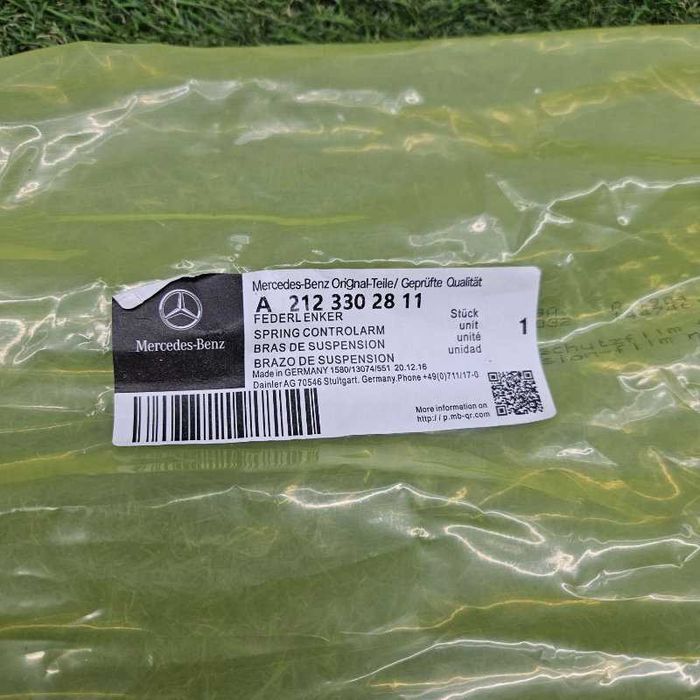 Mercedes-Benz Original-Teile/ Geprüfte Qualität
A 212 330 28 11
FEDERLENKER
SPRING CONTROLARM
BRAS DE SUSPENSION
BRAZO DE SUSPENSION
Stück
unit
unité
unidad
1
Mercedes-Benz
Made in GERMANY 1580/13074/551 20.12.16
Daimler AG 70546 Stuttgart. Germany.Phone +49(0)711/17-0
More information on
http://p.mb-qr.com